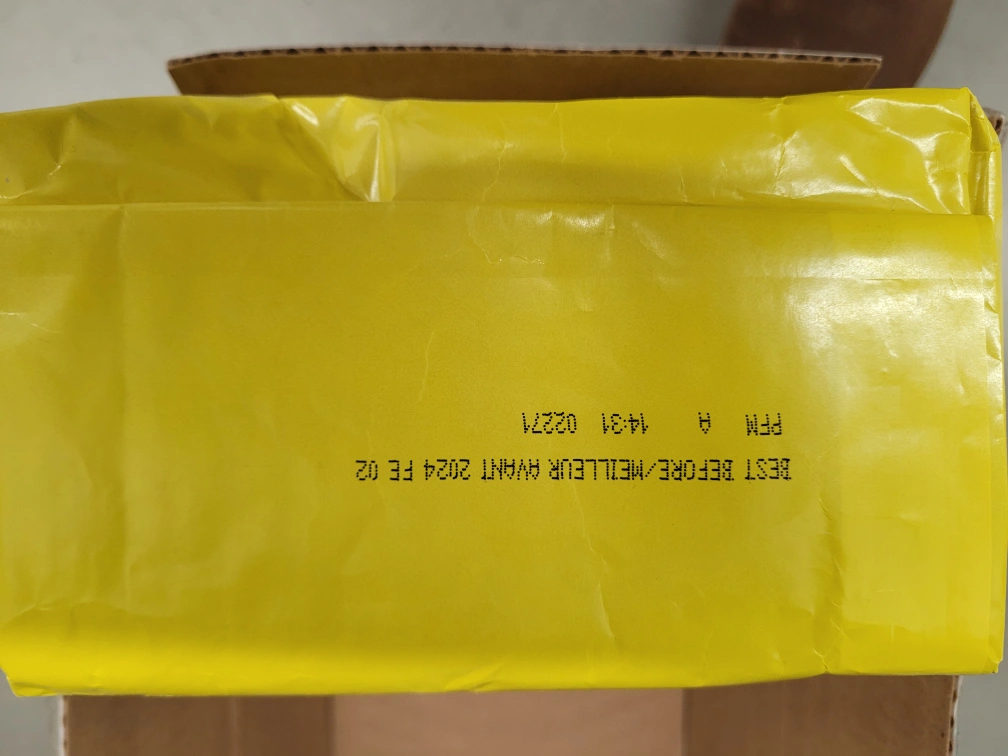 BEST BEFORE/MEILLEUR AVANT 2024 FE 02
PFM A 14:31 02271